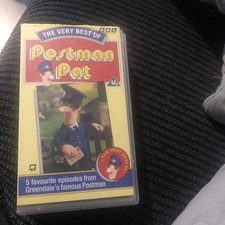 THE VERY BEST OF
BBC
Postman
Pat
U
5 favourite episodes from
Greendale's famous Postman